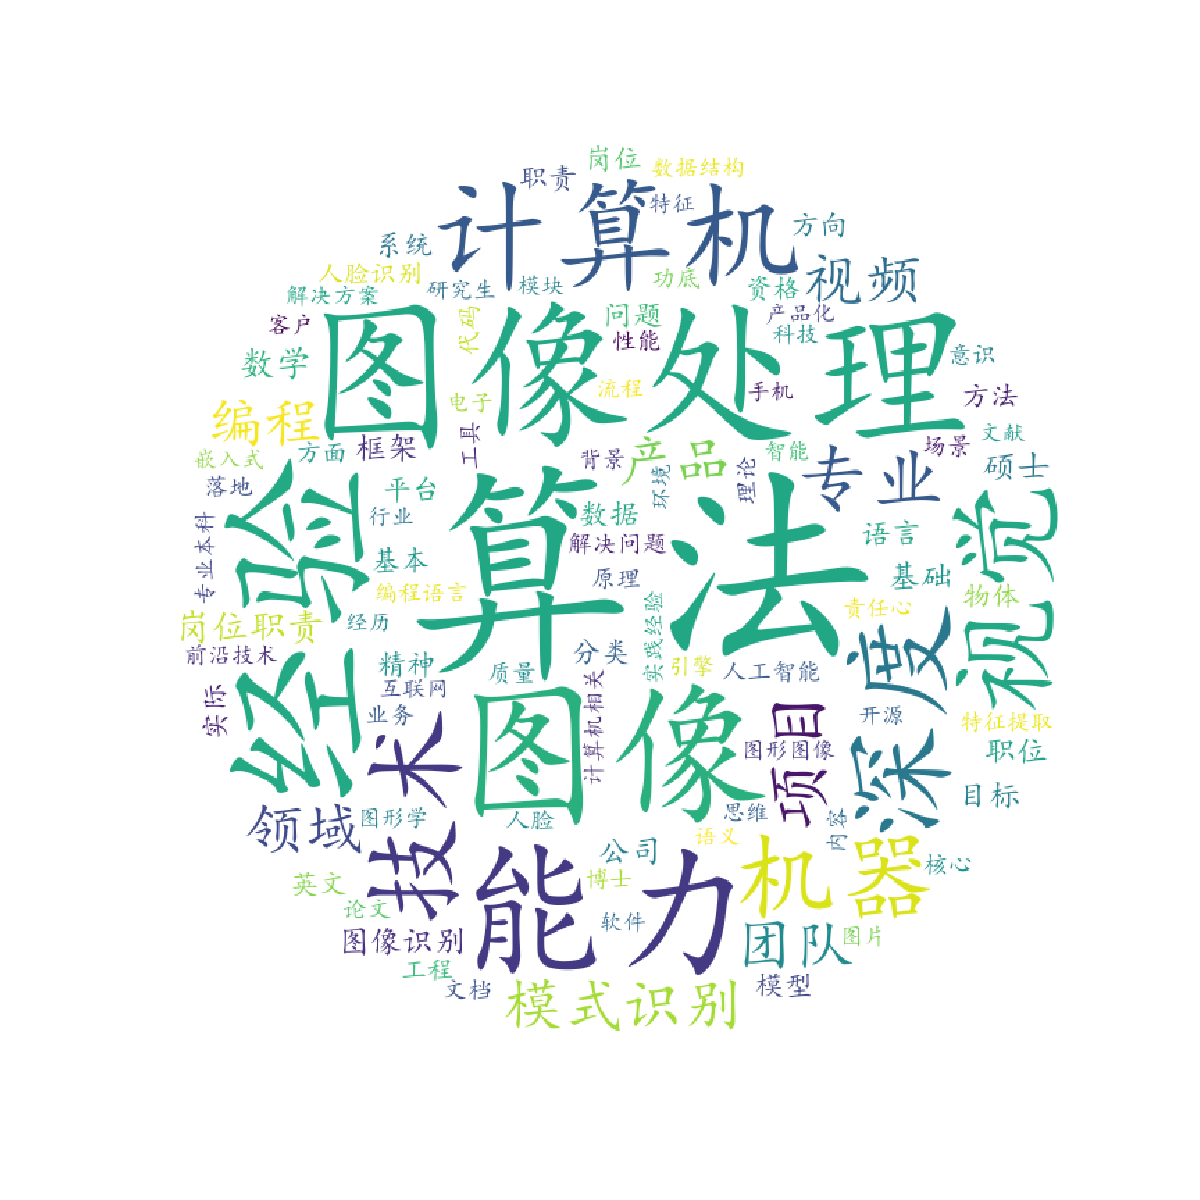 岗位
数据结构
职责
特征
计算机
方向
系统
视频
人脸识别
研究生
模块
功底
资格
解决方案
产品化
客户
代码
问题
科技
性能
图像处理
数学
意识
流程
手机
方法
编程
电子
文献
框架
工具
背景
产品
智能
场景
嵌入式
方面
环境
理论
专业
硕士
落地
平台
经验
算法
视觉
数据
行业
专业本科
语言
解决问题
基本
原理
基础
编程语言
实践经验
责任心
物体
岗位职责
经历
分类
深度
前沿技术
精神
质量
引擎
人工智能
互联网
计算机相关
实际
业务
图像
项目
开源
特征提取
技术
图形图像
职位
目标
领域
图形学
人脸
思维
内容
语义
能力
公司
机器
核心
英文
博士
论文
软件
图像识别
团队
图片
工程
文档
模式识别
模型